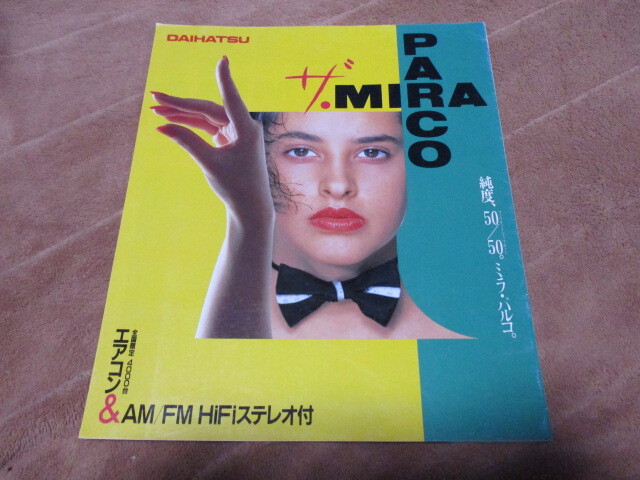 DAIHATSU
ザ・MIRA
PARCO
純度、50/50。ミラ・パルコ。
全国限定4000台
エアコン
&AM/FM HiFiステレオ付